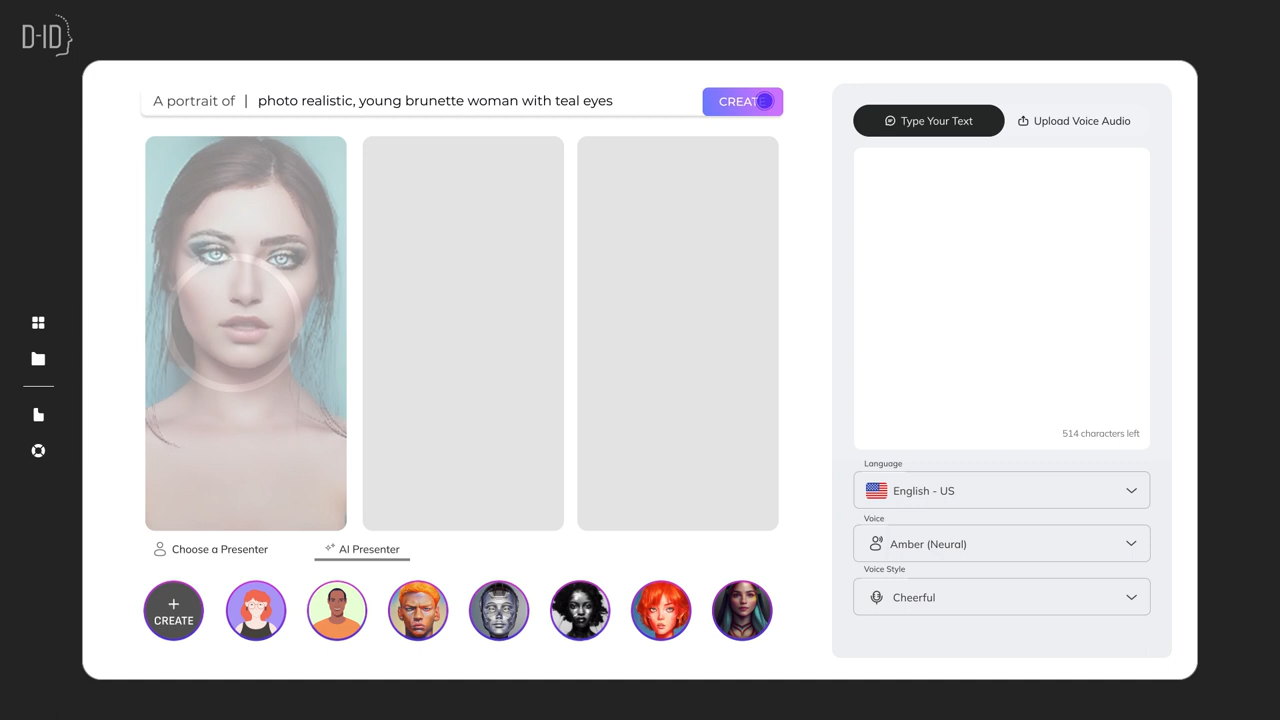 D-ID
A portrait of | photo realistic, young brunette woman with teal eyes
CREATE
Type Your Text
Upload Voice Audio
514 characters left
Language
English - US
Voice
Amber (Neural)
Voice Style
Cheerful
Choose a Presenter
AI Presenter
+
CREATE